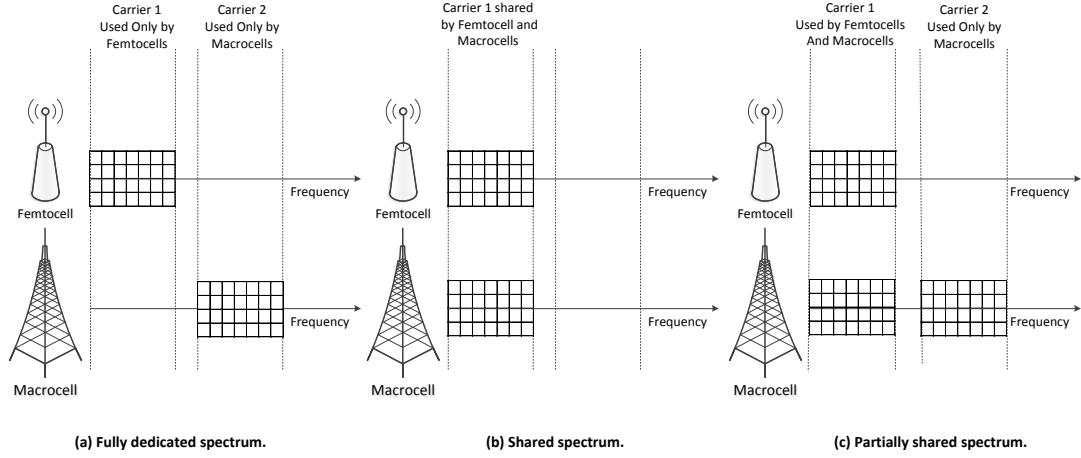 Carrier 1
Used Only by
Femtocells
Carrier 2
Used Only by
Macrocells
Frequency
Femtocell
Frequency
Macrocell
(a) Fully dedicated spectrum.
Carrier 1 shared
by Femtocell and
Macrocells
Frequency
Femtocell
Frequency
Macrocell
(b) Shared spectrum.
Carrier 1
Used by Femtocells
And Macrocells
Carrier 2
Used Only by
Macrocells
Frequency
Femtocell
Frequency
Macrocell
(c) Partially shared spectrum.